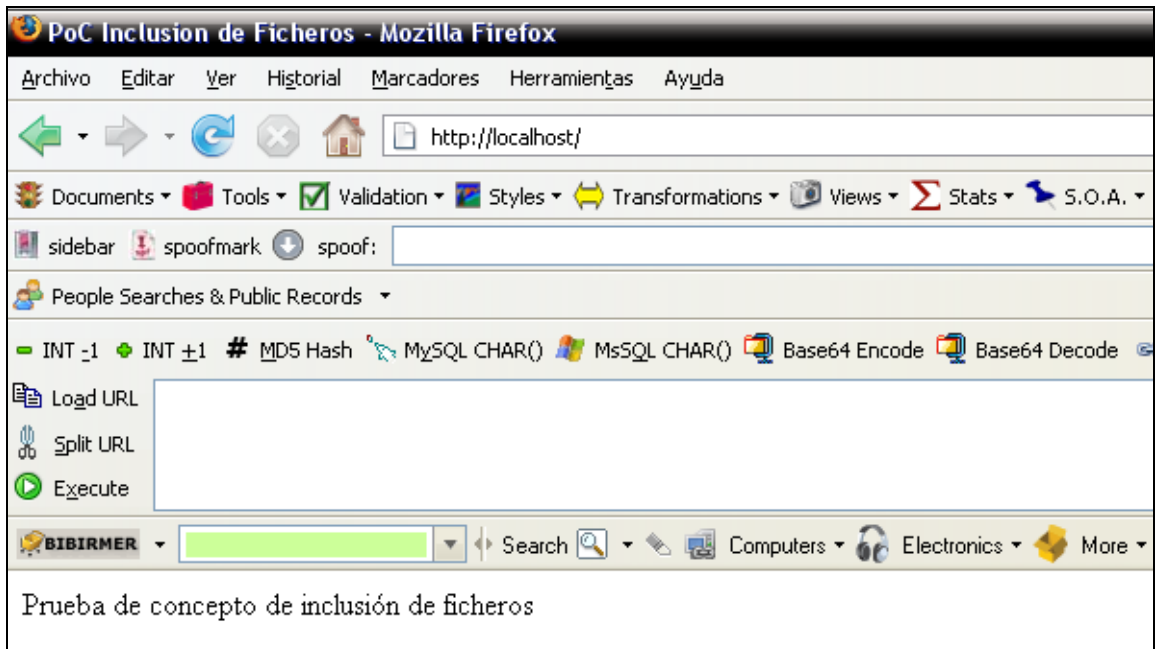 PoC Inclusion de Ficheros - Mozilla Firefox
Archivo Editar Ver Historial Marcadores Herramientas Ayuda
http://localhost/
Documents Tools Validation Styles Transformations Views Stats S.O.A.
sidebar spoofmark spoof:
People Searches & Public Records
INT -1 INT +1 # MD5 Hash MySQL CHAR() MsSQL CHAR() Base64 Encode Base64 Decode
Load URL
Split URL
Execute
BIBIRMER Search Computers Electronics More
Prueba de concepto de inclusión de ficheros